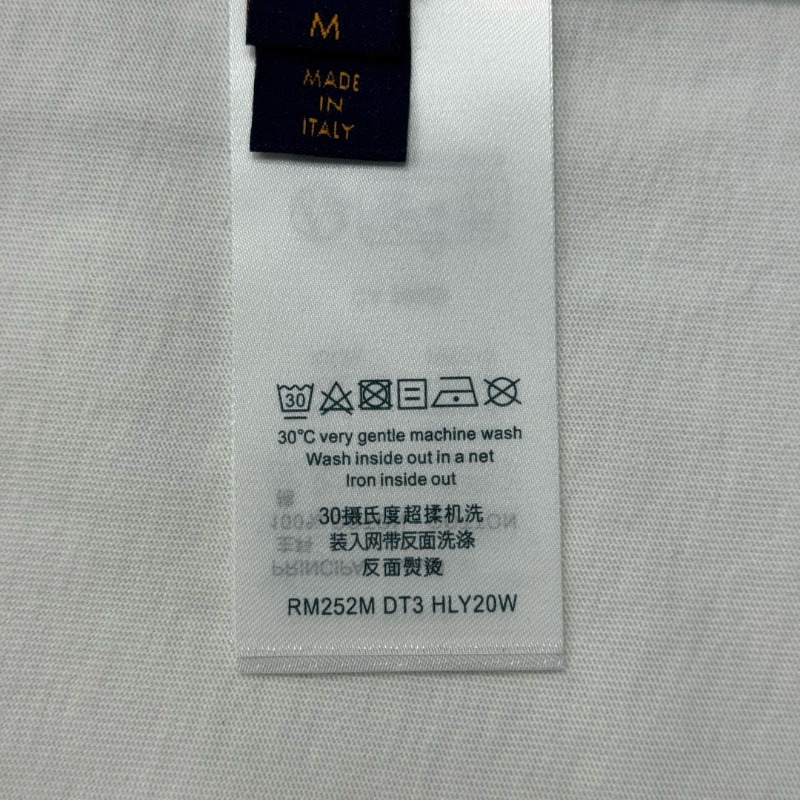 M
MADE
IN
ITALY
30
30°C very gentle machine wash
Wash inside out in a net
Iron inside out
30摄氏度超揉机洗
装入网带反面洗涤
反面熨烫
RM252M DT3 HLY20W